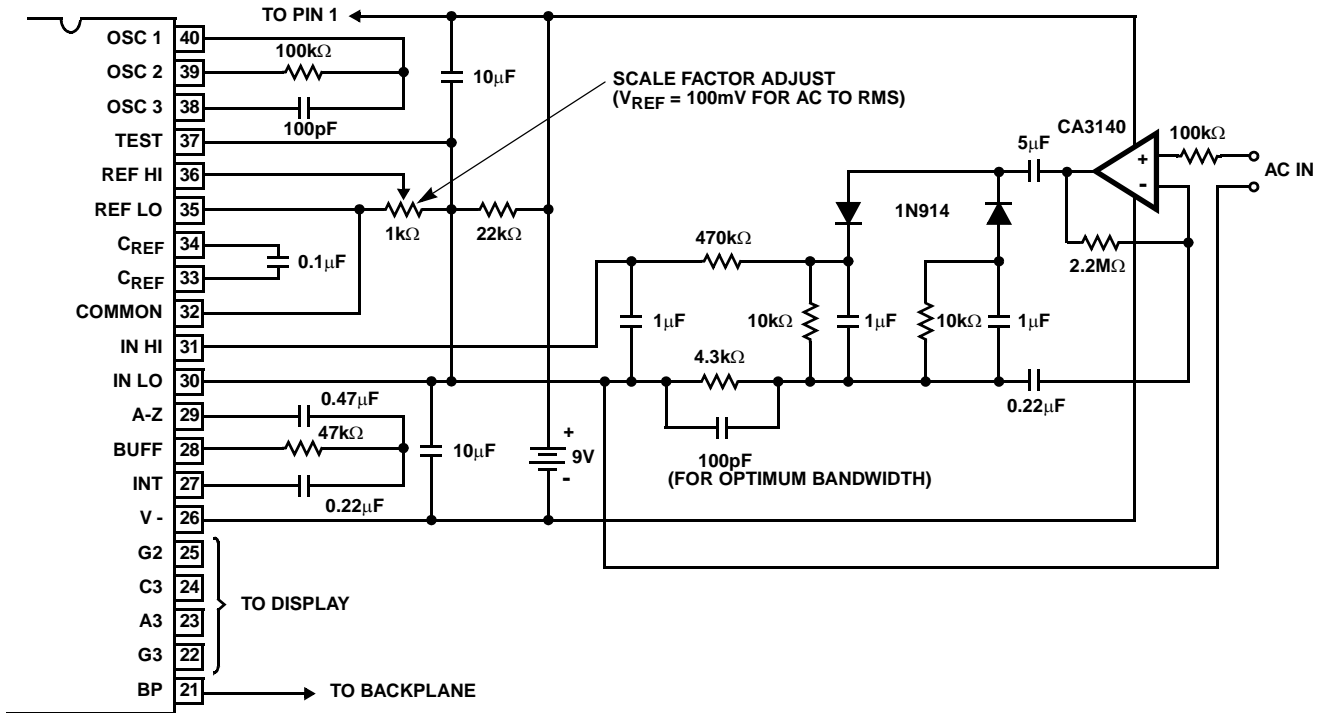 TO PIN 1
OSC 1 40
100kΩ
OSC 2 39
10μF
SCALE FACTOR ADJUST
(VREF = 100mV FOR AC TO RMS)
OSC 3 38
100pF
TEST 37
CA3140
100kΩ
5μF
+
-
AC IN
REF HI 36
REF LO 35
1kΩ
22kΩ
1N914
2.2MΩ
CREF 34
0.1μF
CREF 33
470kΩ
COMMON 32
1μF
10kΩ
1μF
10kΩ
1μF
IN HI 31
4.3kΩ
IN LO 30
0.22μF
0.47μF
A-Z 29
47kΩ
BUFF 28
10μF
+
9V
-
100pF
(FOR OPTIMUM BANDWIDTH)
INT 27
0.22μF
V - 26
G2 25
C3 24
TO DISPLAY
A3 23
G3 22
BP 21
TO BACKPLANE